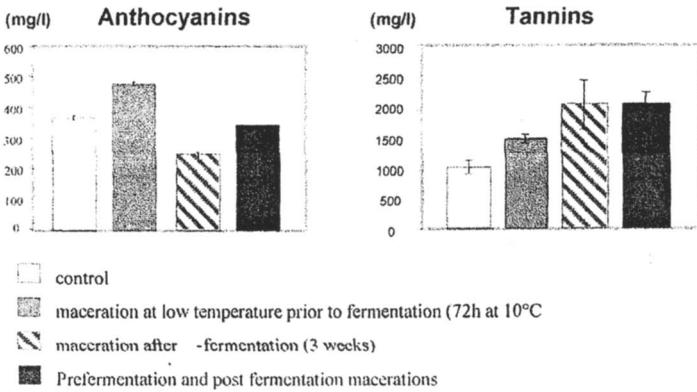 (mg/l) Anthocyanins
600
500
400
300
200
100
0
(mg/l) Tannins
3000
2500
2000
1500
1000
500
0
control
maceration at low temperature prior to fermentation (72h at 10°C
maceration after -fermentation (3 weeks)
Prefermentation and post fermentation macerations